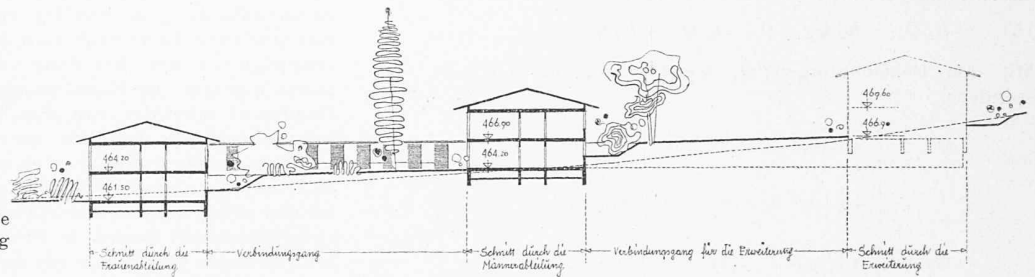 469.60
466.90
466.90
464.20
464.20
461.50
e
g
Schnitt durch die
Frauenabteilung
Verbindungsgang
Schnitt durch die
Männerabteilung
Verbindungsgang für die Erweiterung
Schnitt durch die
Erweiterung